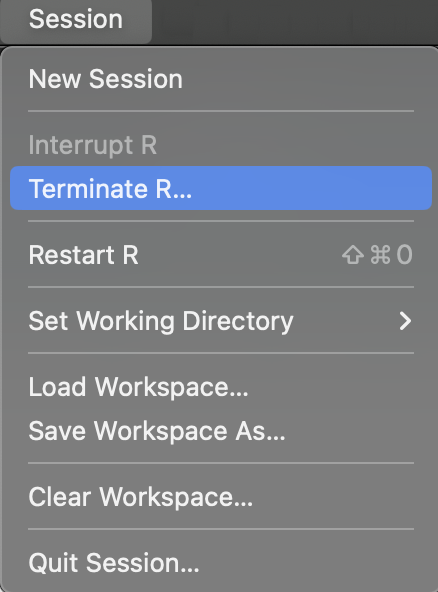 Session
New Session
Interrupt R
Terminate R...
Restart R ⇧⌘0
Set Working Directory
Load Workspace...
Save Workspace As...
Clear Workspace...
Quit Session...